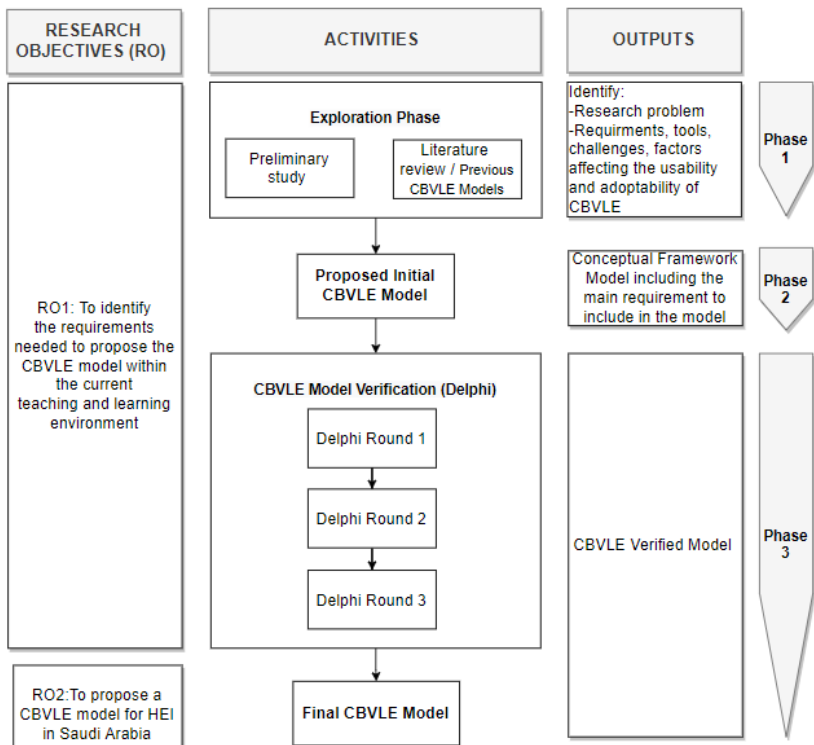 RESEARCH
OBJECTIVES (RO)
ACTIVITIES
OUTPUTS
RO1: To identify
the requirements
needed to propose the
CBVLE model within
the current
teaching and learning
environment
RO2:To propose a
CBVLE model for HEI
in Saudi Arabia
Exploration Phase
Preliminary
study
Literature
review / Previous
CBVLE Models
Proposed Initial
CBVLE Model
CBVLE Model Verification (Delphi)
Delphi Round 1
Delphi Round 2
Delphi Round 3
Final CBVLE Model
Identify:
-Research problem
-Requirments, tools,
challenges, factors
affecting the usability
and adoptability of
CBVLE
Conceptual Framework
Model including the
main requirement to
include in the model
CBVLE Verified Model
Phase
1
Phase
2
Phase
3